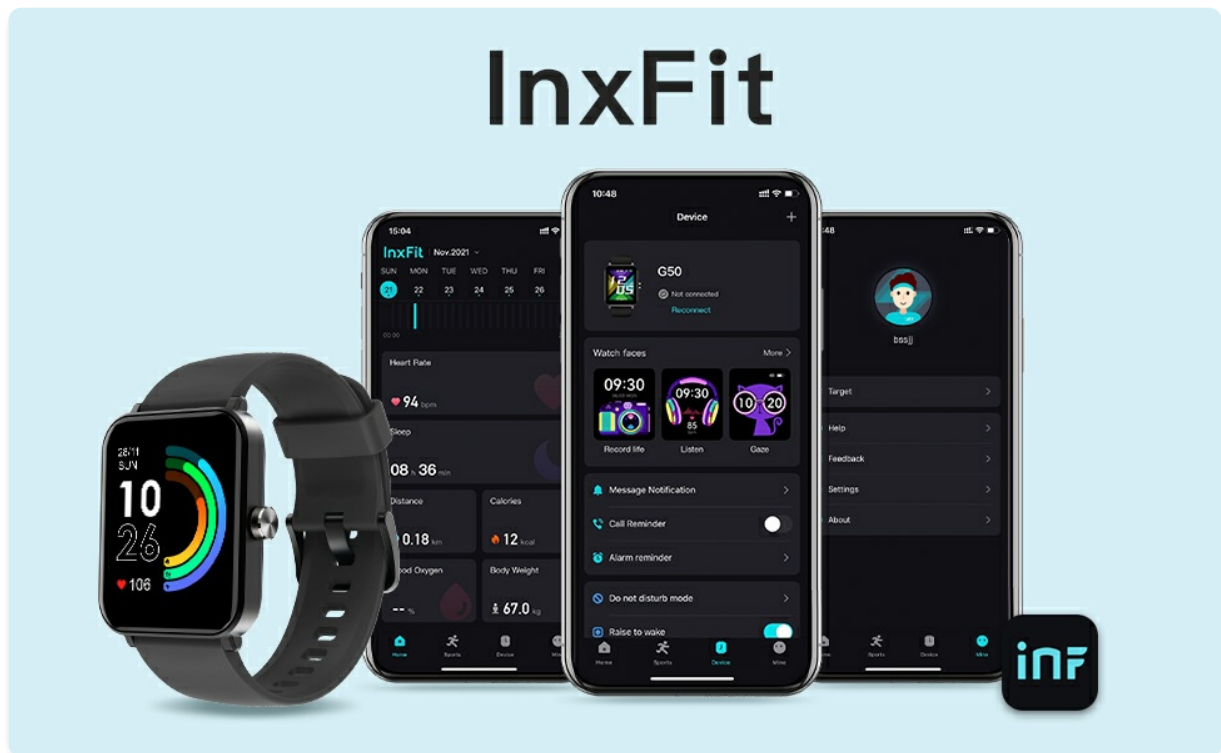 InxFit
28/11
SUN
10
26
106
15:04
InxFit Nov.2021
SUN MON TUE WED THU FRI
21 22 23 24 25 26
00:00
Heart Rate
94 bpm
Sleep
08 h 36 min
Distance
Calories
0.18 km
12 kcal
Body Weight
-- %
67.0 kg
Home Sports Device
10:48
Device
+
G50
Not connected
Reconnect
Watch faces
More >
09:30
Record life
09:30
85
Listen
10 20
Gaze
Message Notification
Call Reminder
Alarm reminder
Do not disturb mode
Raise to wake
Home Sports Device Mine
:48
bssjj
Target
Help
Feedback
Settings
About
Sports Device Mine
inF